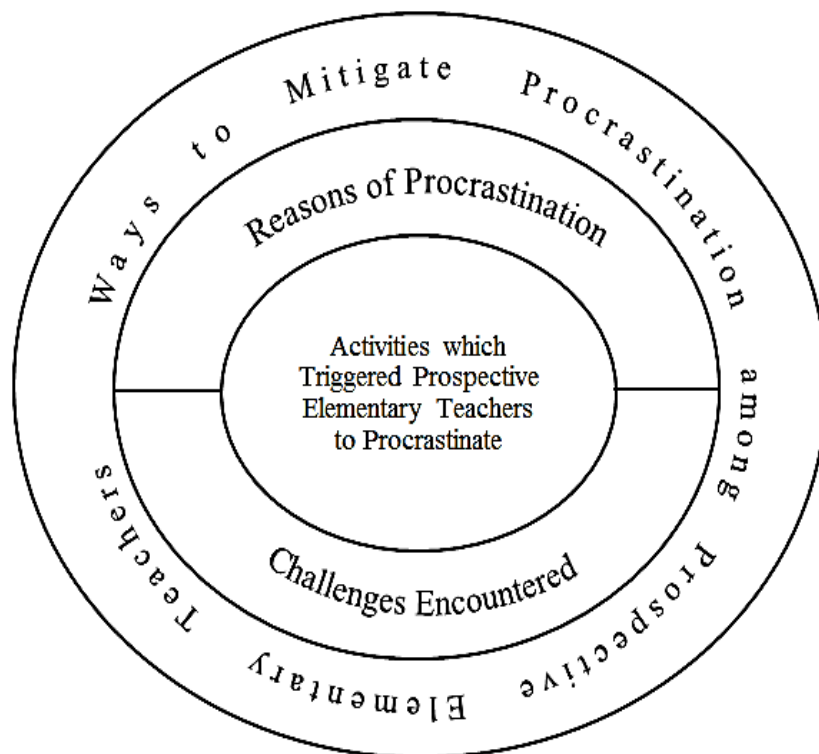 Ways to Mitigate Procrastination among Prospective Elementary Teachers
Reasons of Procrastination
Activities which
Triggered Prospective
Elementary Teachers
to Procrastinate
Challenges Encountered